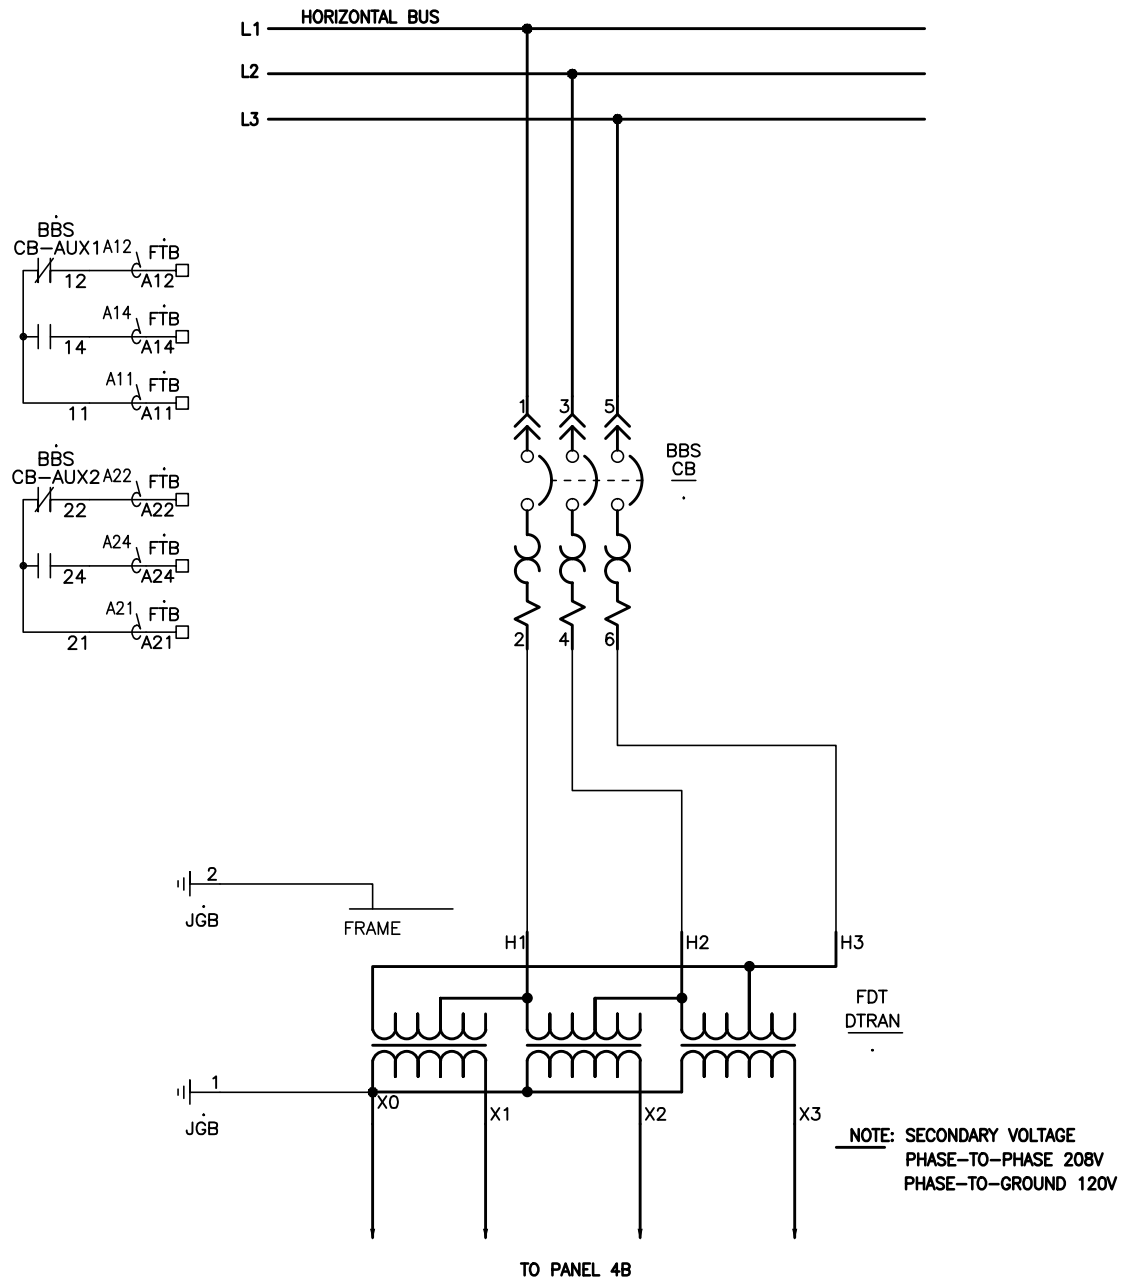 HORIZONTAL BUS
L1
L2
L3
BBS
CB-AUX1 A12 FTB
12 A12
A14 FTB
14 A14
A11 FTB
11 A11
BBS
CB-AUX2 A22 FTB
22 A22
A24 FTB
24 A24
A21 FTB
21 A21
1 3 5
BBS
CB
2 4 6
2
JGB
FRAME
H1 H2 H3
FDT
DTRAN
1
JGB
X0 X1 X2 X3
NOTE: SECONDARY VOLTAGE
PHASE-TO-PHASE 208V
PHASE-TO-GROUND 120V
TO PANEL 4B